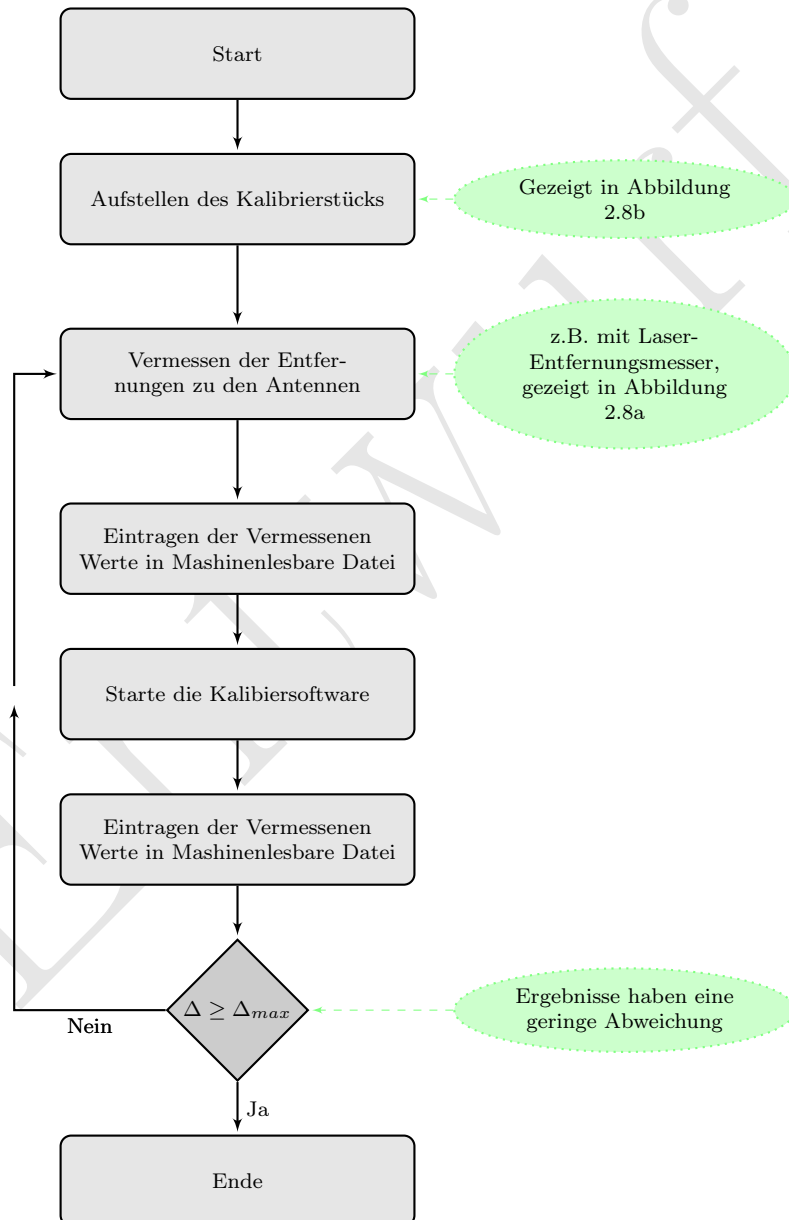 Start
Aufstellen des Kalibrierstücks
Gezeigt in Abbildung
2.8b
Vermessen der Entfer-
nungen zu den Antennen
z.B. mit Laser-
Entfernungsmesser,
gezeigt in Abbildung
2.8a
Eintragen der Vermessenen
Werte in Mashinenlesbare Datei
Starte die Kalibiersoftware
Eintragen der Vermessenen
Werte in Mashinenlesbare Datei
Δ ≥ Δmax
Nein
Ergebnisse haben eine
geringe Abweichung
Ja
Ende
Entwurf